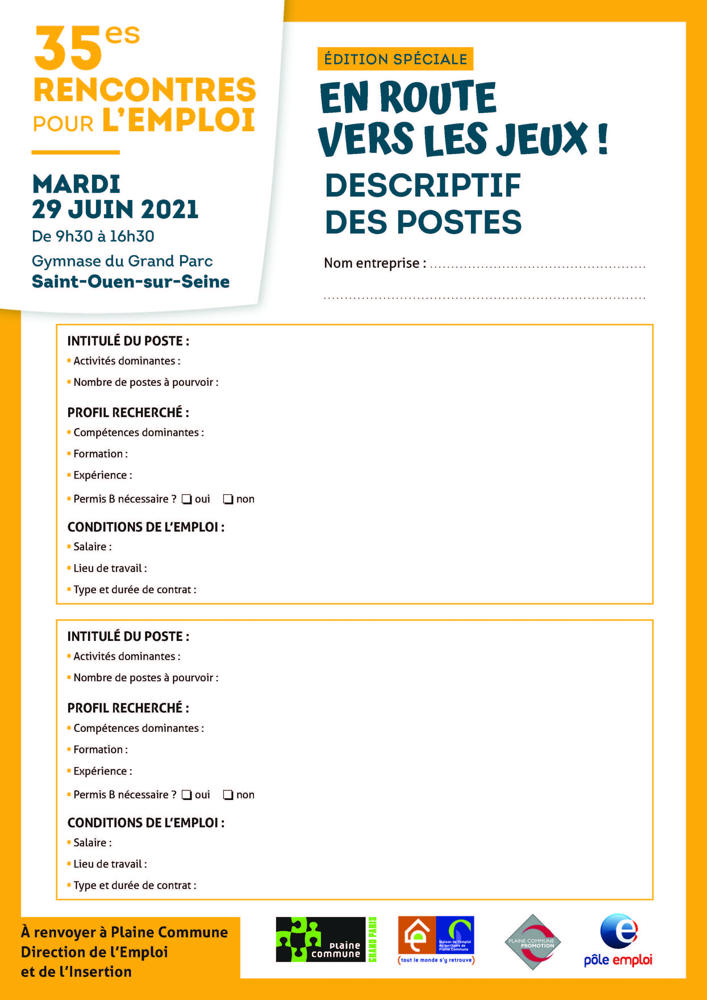 35es
RENCONTRES
POUR L'EMPLOI
MARDI
29 JUIN 2021
De 9h30 à 16h30
Gymnase du Grand Parc
Saint-Ouen-sur-Seine
ÉDITION SPÉCIALE
EN ROUTE
VERS LES JEUX !
DESCRIPTIF
DES POSTES
Nom entreprise : ..................................................
...........................................................................
INTITULÉ DU POSTE :
▪ Activités dominantes :
▪ Nombre de postes à pourvoir :
PROFIL RECHERCHÉ :
▪ Compétences dominantes :
▪ Formation :
▪ Expérience :
▪ Permis B nécessaire ? ❏ oui ❏ non
CONDITIONS DE L'EMPLOI :
▪ Salaire :
▪ Lieu de travail :
▪ Type et durée de contrat :
INTITULÉ DU POSTE :
▪ Activités dominantes :
▪ Nombre de postes à pourvoir :
PROFIL RECHERCHÉ :
▪ Compétences dominantes :
▪ Formation :
▪ Expérience :
▪ Permis B nécessaire ? ❏ oui ❏ non
CONDITIONS DE L'EMPLOI :
▪ Salaire :
▪ Lieu de travail :
▪ Type et durée de contrat :
À renvoyer à Plaine Commune
Direction de l'Emploi
et de l'Insertion
PLaine
commune
GRAND PARIS
Maison de l'emploi
du territoire de
Plaine Commune
(tout le monde s'y retrouve)
PLAINE COMMUNE
PROMOTION
pôle emploi